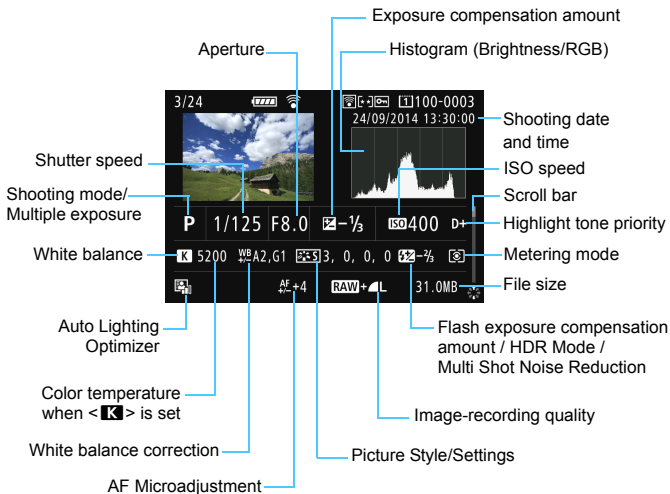 Exposure compensation amount
Aperture
Histogram (Brightness/RGB)
3/24
100-0003
24/09/2014 13:30:00
Shooting date
and time
Shutter speed
ISO speed
Shooting mode/
Multiple exposure
Scroll bar
P 1/125 F8.0 -1/3 ISO 400 D+
Highlight tone priority
White balance
K 5200 WB+/- A2,G1 S 3, 0, 0, 0 -2/3
Metering mode
AF+/- +4 RAW+L 31.0MB
File size
Auto Lighting
Optimizer
Flash exposure compensation
amount / HDR Mode /
Multi Shot Noise Reduction
Color temperature
when <K> is set
Image-recording quality
White balance correction
Picture Style/Settings
AF Microadjustment